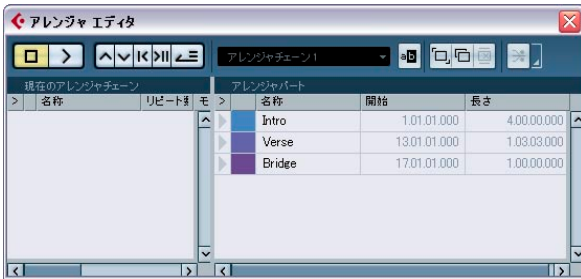 アレンジャ エディタ
アレンジャチェーン 1
ab
現在のアレンジャチェーン アレンジャパート
> 名称 リピート モ > 名称 開始 長さ
Intro 1.01.01.000 4.00.00.000
Verse 13.01.01.000 1.03.03.000
Bridge 17.01.01.000 1.00.00.000